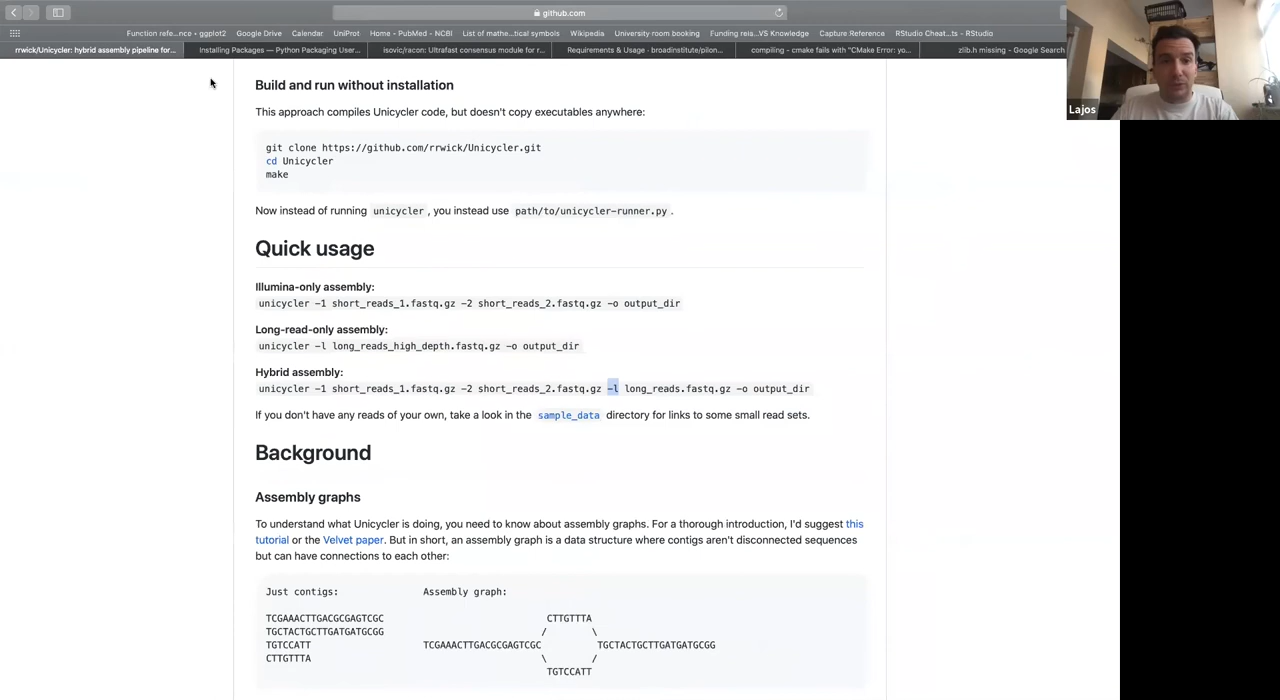 github.com
Function refe...nce • ggplot2 Google Drive Calendar UniProt Home - PubMed - NCBI List of mathe...tical symbols Wikipedia University room booking Funding reis...VS Knowledge Capture Reference RStudio Cheat...ts - RStudio
rrwick/Unicycler: hybrid assembly pipeline for... Installing Packages — Python Packaging User... isovic/racon: Ultrafast consensus module for r... Requirements & Usage · broadinstitute/pilon... compiling - cmake fails with "CMake Error: yo... zlib.h missing - Google Search
Lajos
Build and run without installation
This approach compiles Unicycler code, but doesn't copy executables anywhere:
git clone https://github.com/rrwick/Unicycler.git
cd Unicycler
make
Now instead of running unicycler , you instead use path/to/unicycler-runner.py .
Quick usage
Illumina-only assembly:
unicycler -1 short_reads_1.fastq.gz -2 short_reads_2.fastq.gz -o output_dir
Long-read-only assembly:
unicycler -l long_reads_high_depth.fastq.gz -o output_dir
Hybrid assembly:
unicycler -1 short_reads_1.fastq.gz -2 short_reads_2.fastq.gz -l long_reads.fastq.gz -o output_dir
If you don't have any reads of your own, take a look in the sample_data directory for links to some small read sets.
Background
Assembly graphs
To understand what Unicycler is doing, you need to know about assembly graphs. For a thorough introduction, I'd suggest this
tutorial or the Velvet paper. But in short, an assembly graph is a data structure where contigs aren't disconnected sequences
but can have connections to each other:
Just contigs: Assembly graph:
TCGAAACTTGACGCGAGTCGC CTTGTTTA
TGCTACTGCTTGATGATGCGG / \
TGTCCATT TCGAAACTTGACGCGAGTCGC TGCTACTGCTTGATGATGCGG
CTTGTTTA \ /
TGTCCATT